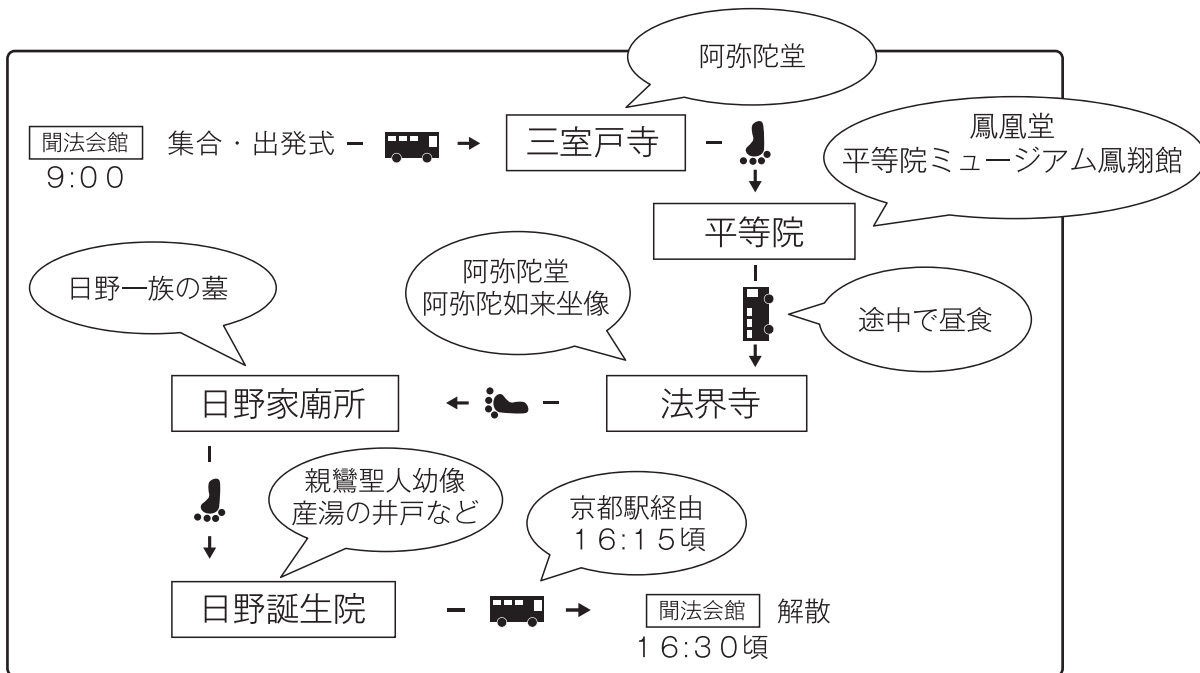 阿弥陀堂
聞法会館 集合・出発式
9:00
三室戸寺
鳳凰堂
平等院ミュージアム鳳翔館
平等院
途中で昼食
阿弥陀堂
阿弥陀如来坐像
法界寺
日野一族の墓
日野家廟所
親鸞聖人幼像
産湯の井戸など
日野誕生院
京都駅経由
16:15頃
聞法会館 解散
16:30頃